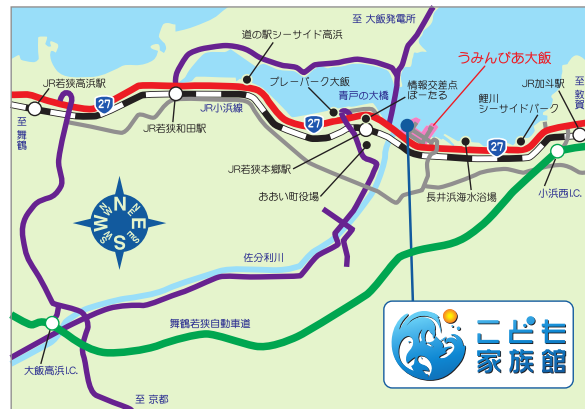 至 大飯発電所
道の駅シーサイド高浜
うみんぴあ大飯
JR若狭高浜駅
プレーパーク大飯
青戸の大橋
情報交差点
ぽーたる
鯉川
シーサイドパーク
JR加斗駅
至
敦賀
27
JR小浜線
27
27
至
舞鶴
JR若狭和田駅
JR若狭本郷駅
おおい町役場
長井浜海水浴場
小浜西I.C.
N
NE
E
SE
S
SW
W
NW
佐分利川
舞鶴若狭自動車道
大飯高浜I.C.
至 京都
こども
家族館